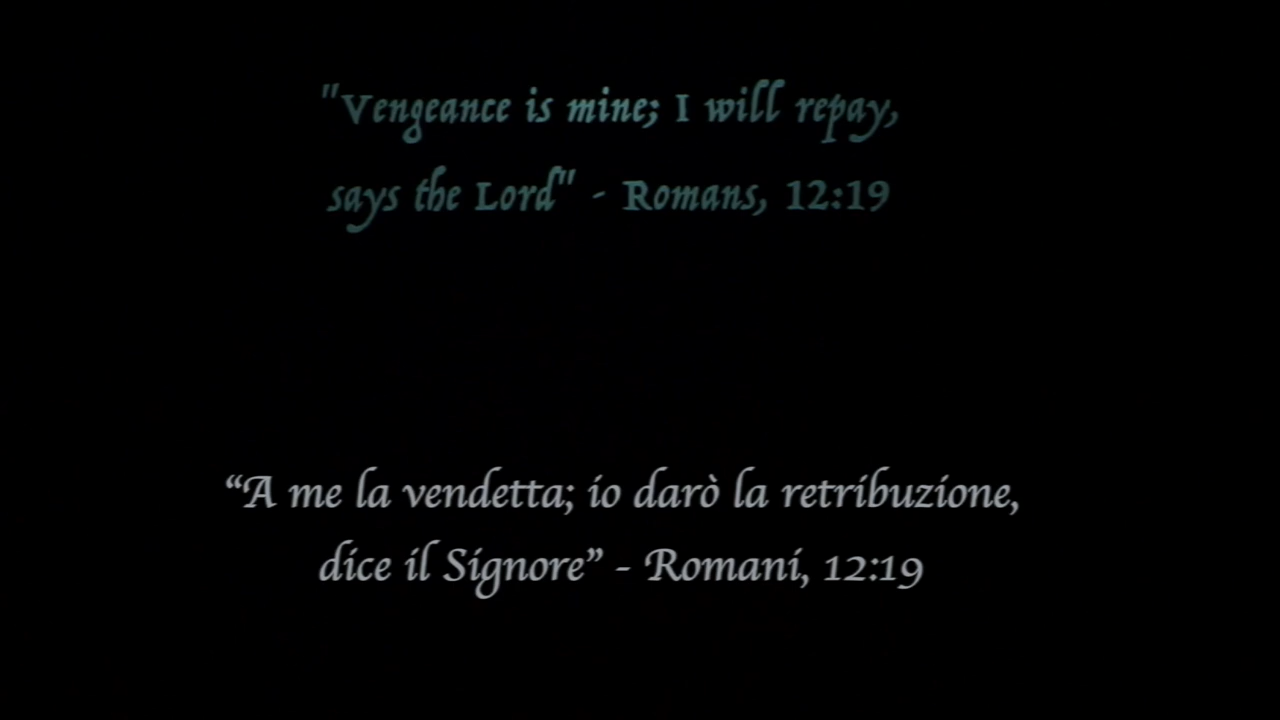 "Vengeance is mine; I will repay,
says the Lord" - Romans, 12:19
“A me la vendetta; io darò la retribuzione,
dice il Signore” - Romani, 12:19